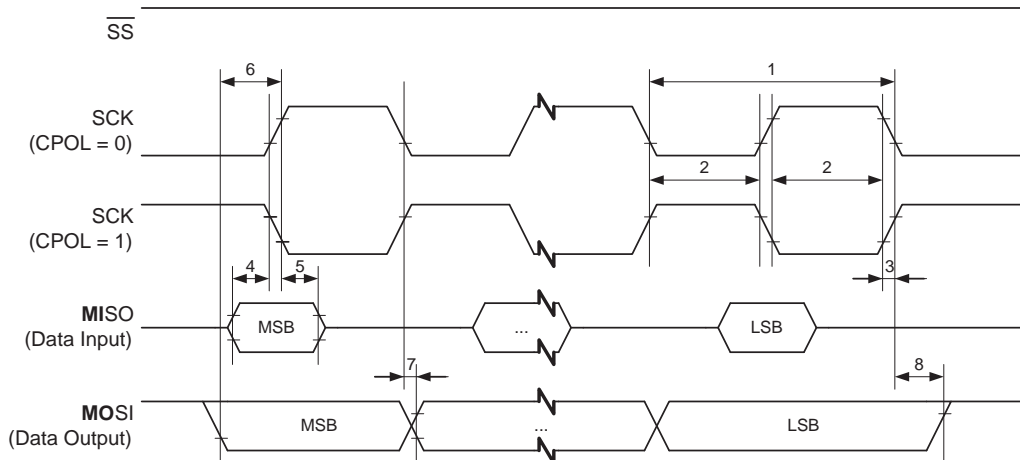 SS
6
1
SCK
(CPOL = 0)
2
2
SCK
(CPOL = 1)
4
5
3
MISO
(Data Input)
MSB
...
LSB
7
8
MOSI
(Data Output)
MSB
...
LSB